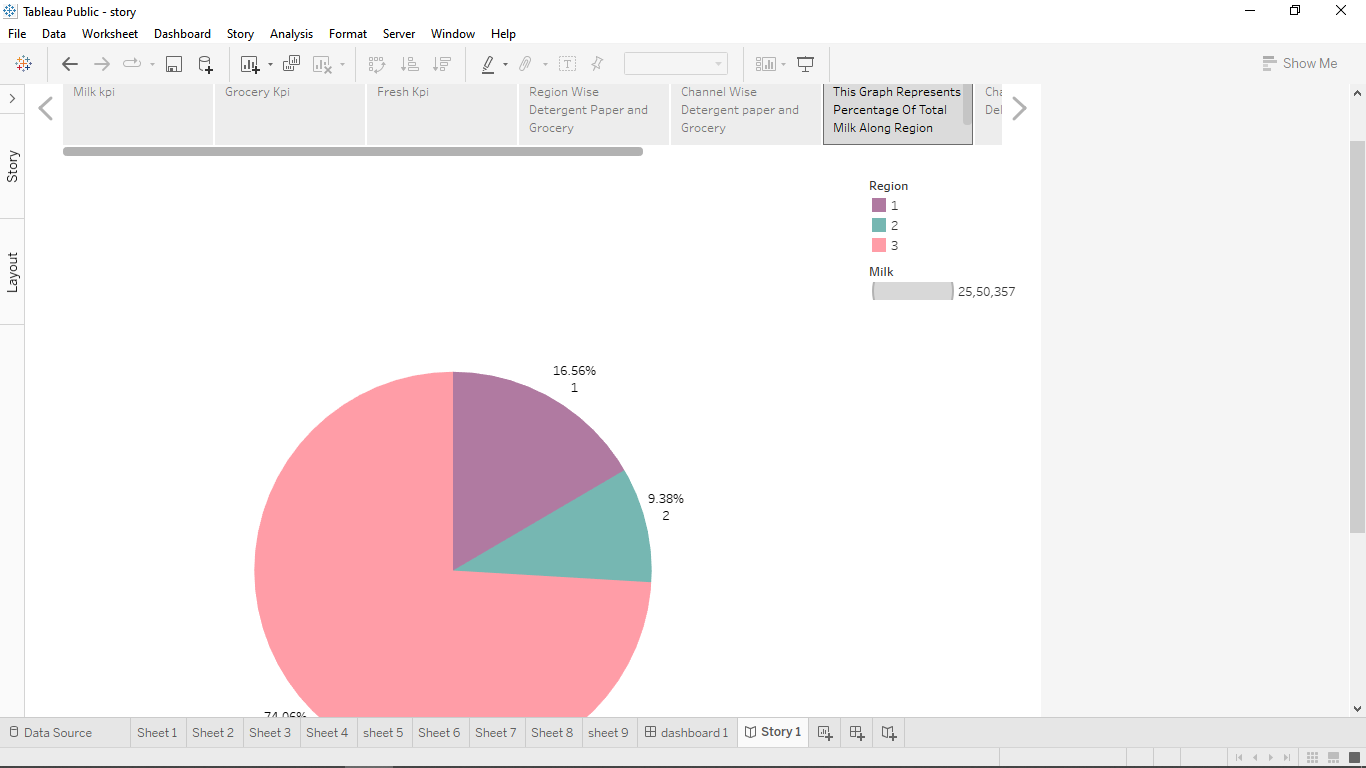 Tableau Public - story
File Data Worksheet Dashboard Story Analysis Format Server Window Help
Show Me
Milk kpi
Grocery Kpi
Fresh Kpi
Region Wise
Detergent Paper and
Grocery
Channel Wise
Detergent paper and
Grocery
This Graph Represents
Percentage Of Total
Milk Along Region
Story
Layout
Region
1
2
3
Milk
25,50,357
16.56%
1
9.38%
2
74.06%
Data Source Sheet 1 Sheet 2 Sheet 3 Sheet 4 sheet 5 Sheet 6 Sheet 7 Sheet 8 sheet 9 dashboard 1 Story 1